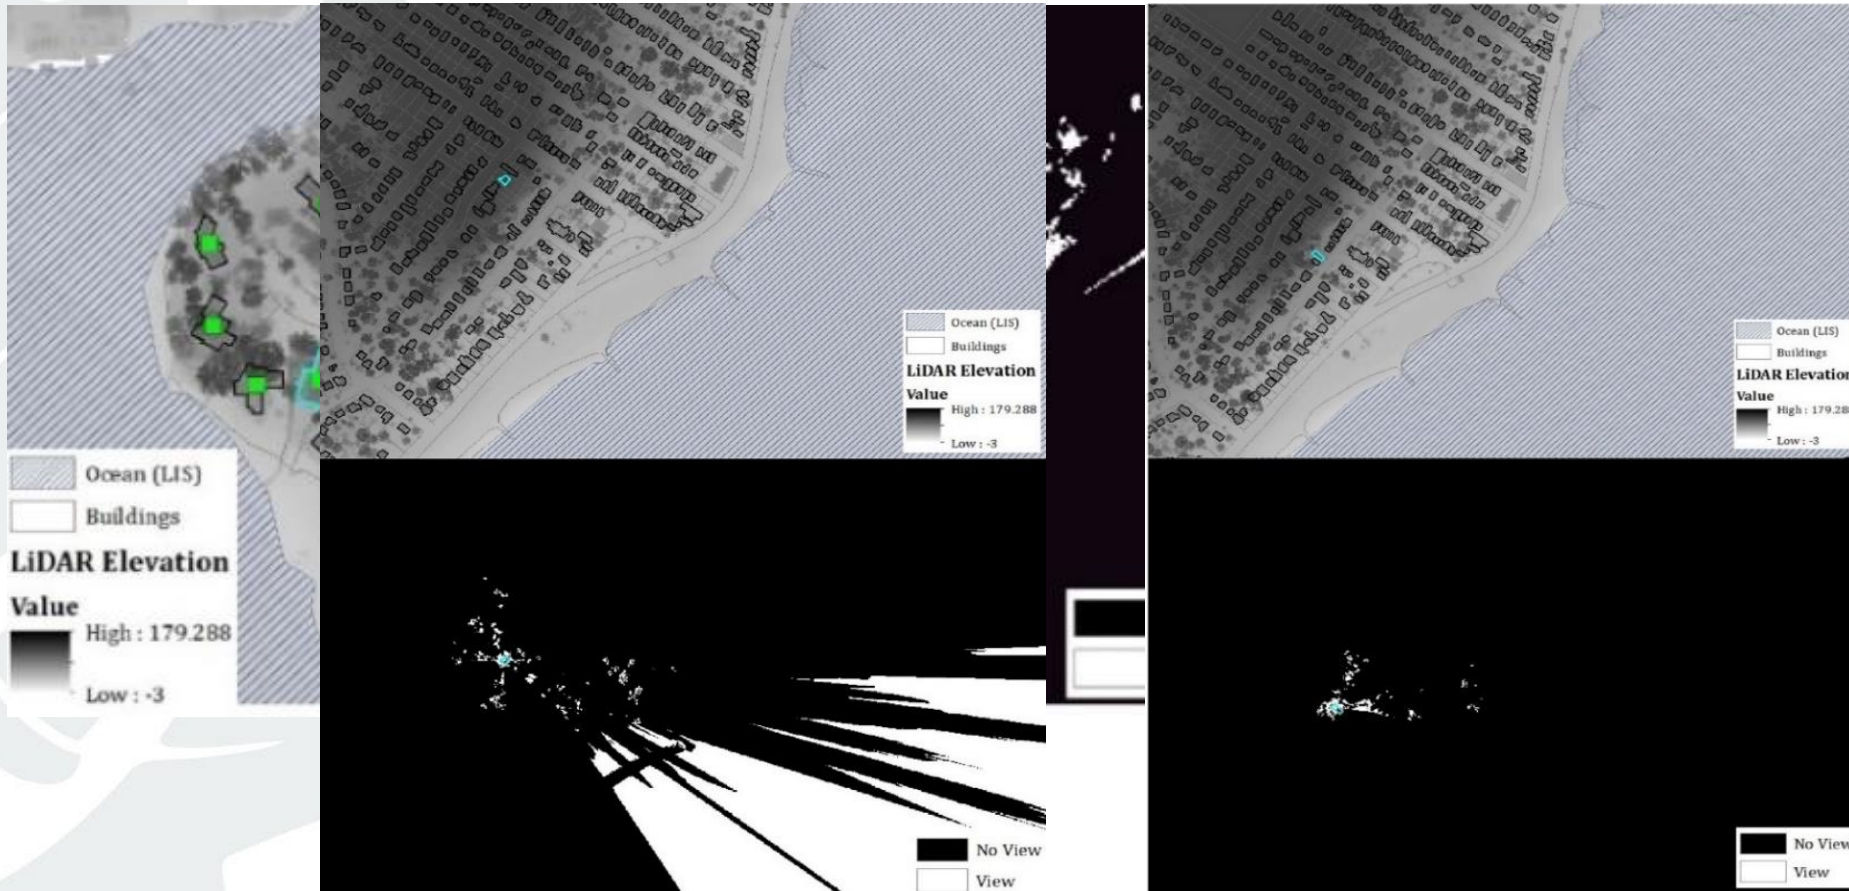 Ocean (LIS)
Buildings
LiDAR Elevation
Value
High : 179.288
Low : -3
Ocean (LIS)
Buildings
LiDAR Elevation
Value
High : 179.288
Low : -3
No View
View
Ocean (LIS)
Buildings
LiDAR Elevation
Value
High : 179.28
Low : -3
No View
View